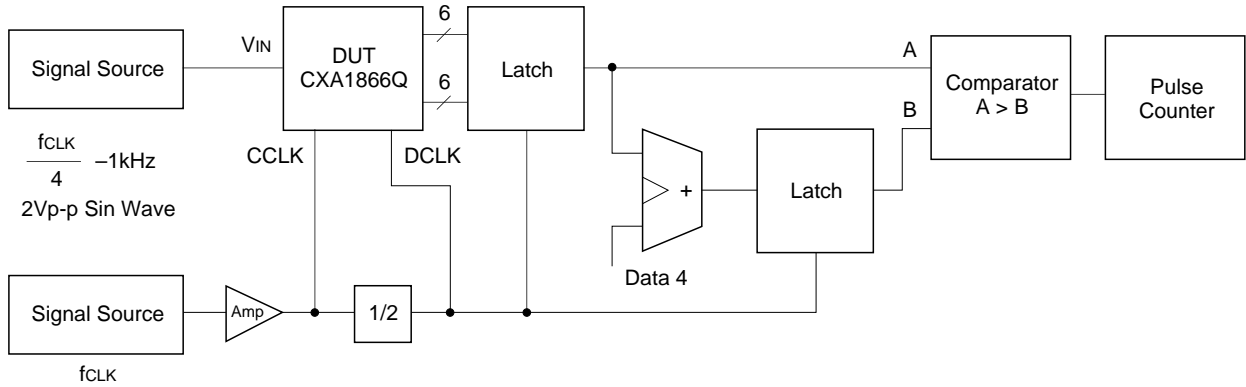 Signal Source
VIN
DUT
CXA1866Q
6
6
Latch
A
B
Comparator
A > B
Pulse
Counter
fCLK
4
–1kHz
2Vp-p Sin Wave
CCLK
DCLK
+
Latch
Data 4
Signal Source
Amp
1/2
fCLK